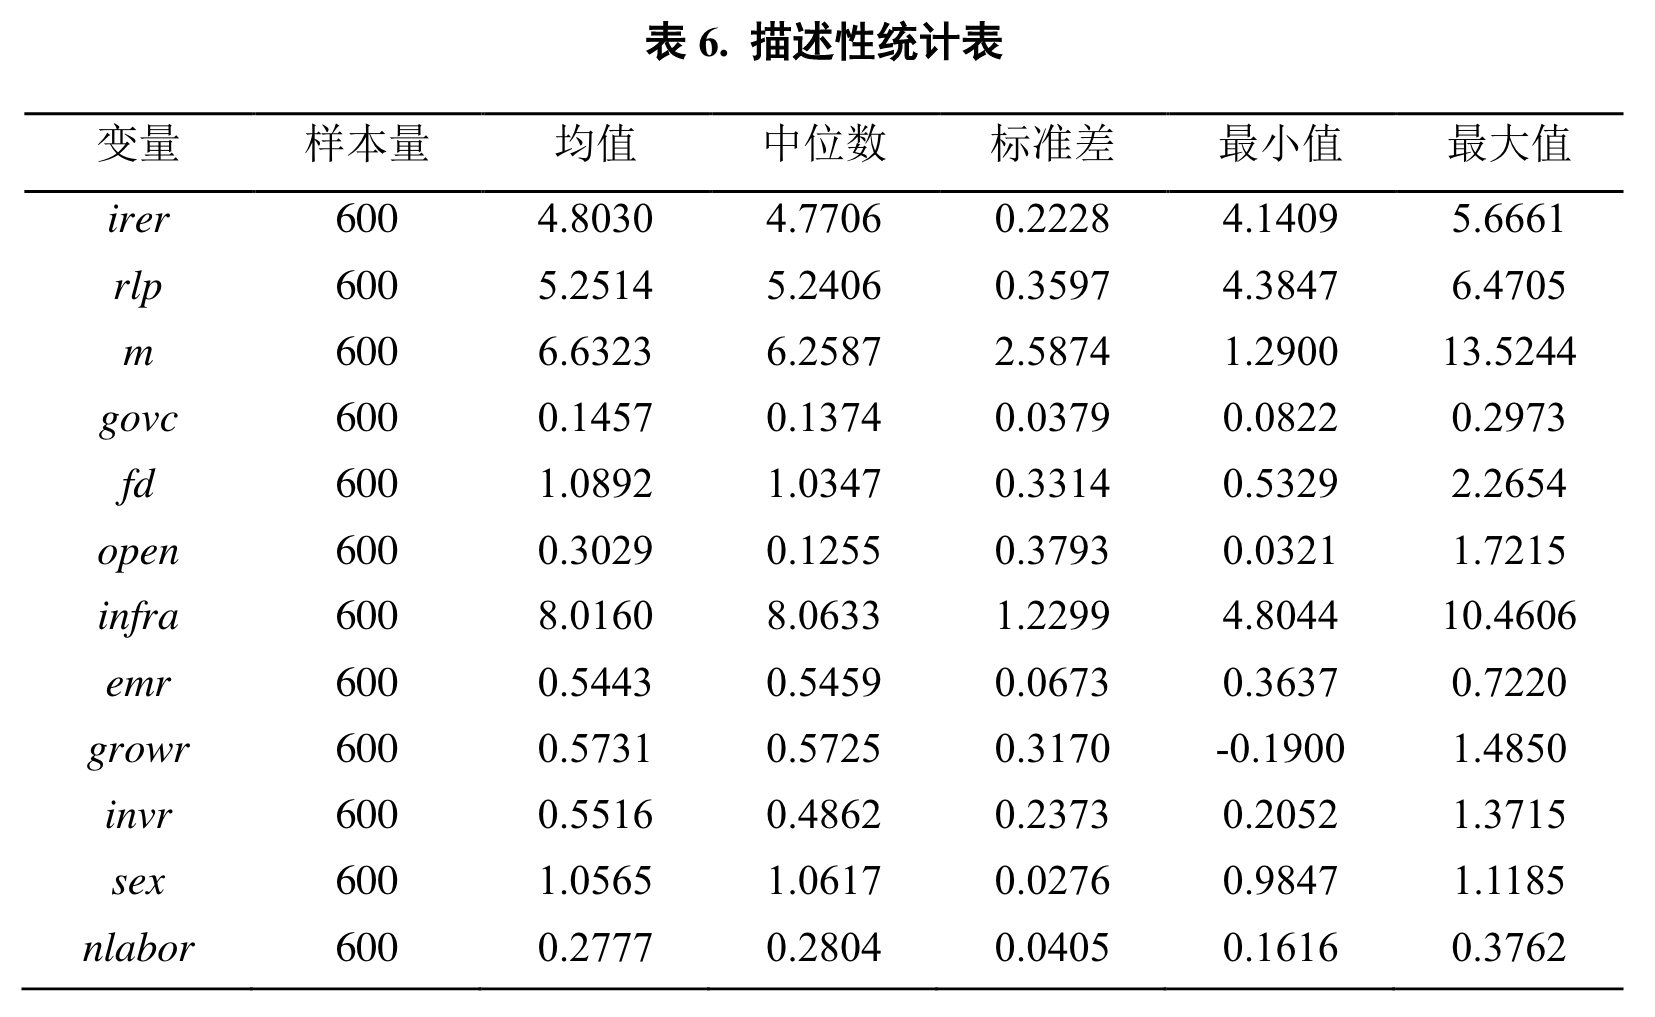 表 6. 描述性统计表
变量 样本量 均值 中位数 标准差 最小值 最大值
irer 600 4.8030 4.7706 0.2228 4.1409 5.6661
rlp 600 5.2514 5.2406 0.3597 4.3847 6.4705
m 600 6.6323 6.2587 2.5874 1.2900 13.5244
govc 600 0.1457 0.1374 0.0379 0.0822 0.2973
fd 600 1.0892 1.0347 0.3314 0.5329 2.2654
open 600 0.3029 0.1255 0.3793 0.0321 1.7215
infra 600 8.0160 8.0633 1.2299 4.8044 10.4606
emr 600 0.5443 0.5459 0.0673 0.3637 0.7220
growr 600 0.5731 0.5725 0.3170 -0.1900 1.4850
invr 600 0.5516 0.4862 0.2373 0.2052 1.3715
sex 600 1.0565 1.0617 0.0276 0.9847 1.1185
nlabor 600 0.2777 0.2804 0.0405 0.1616 0.3762